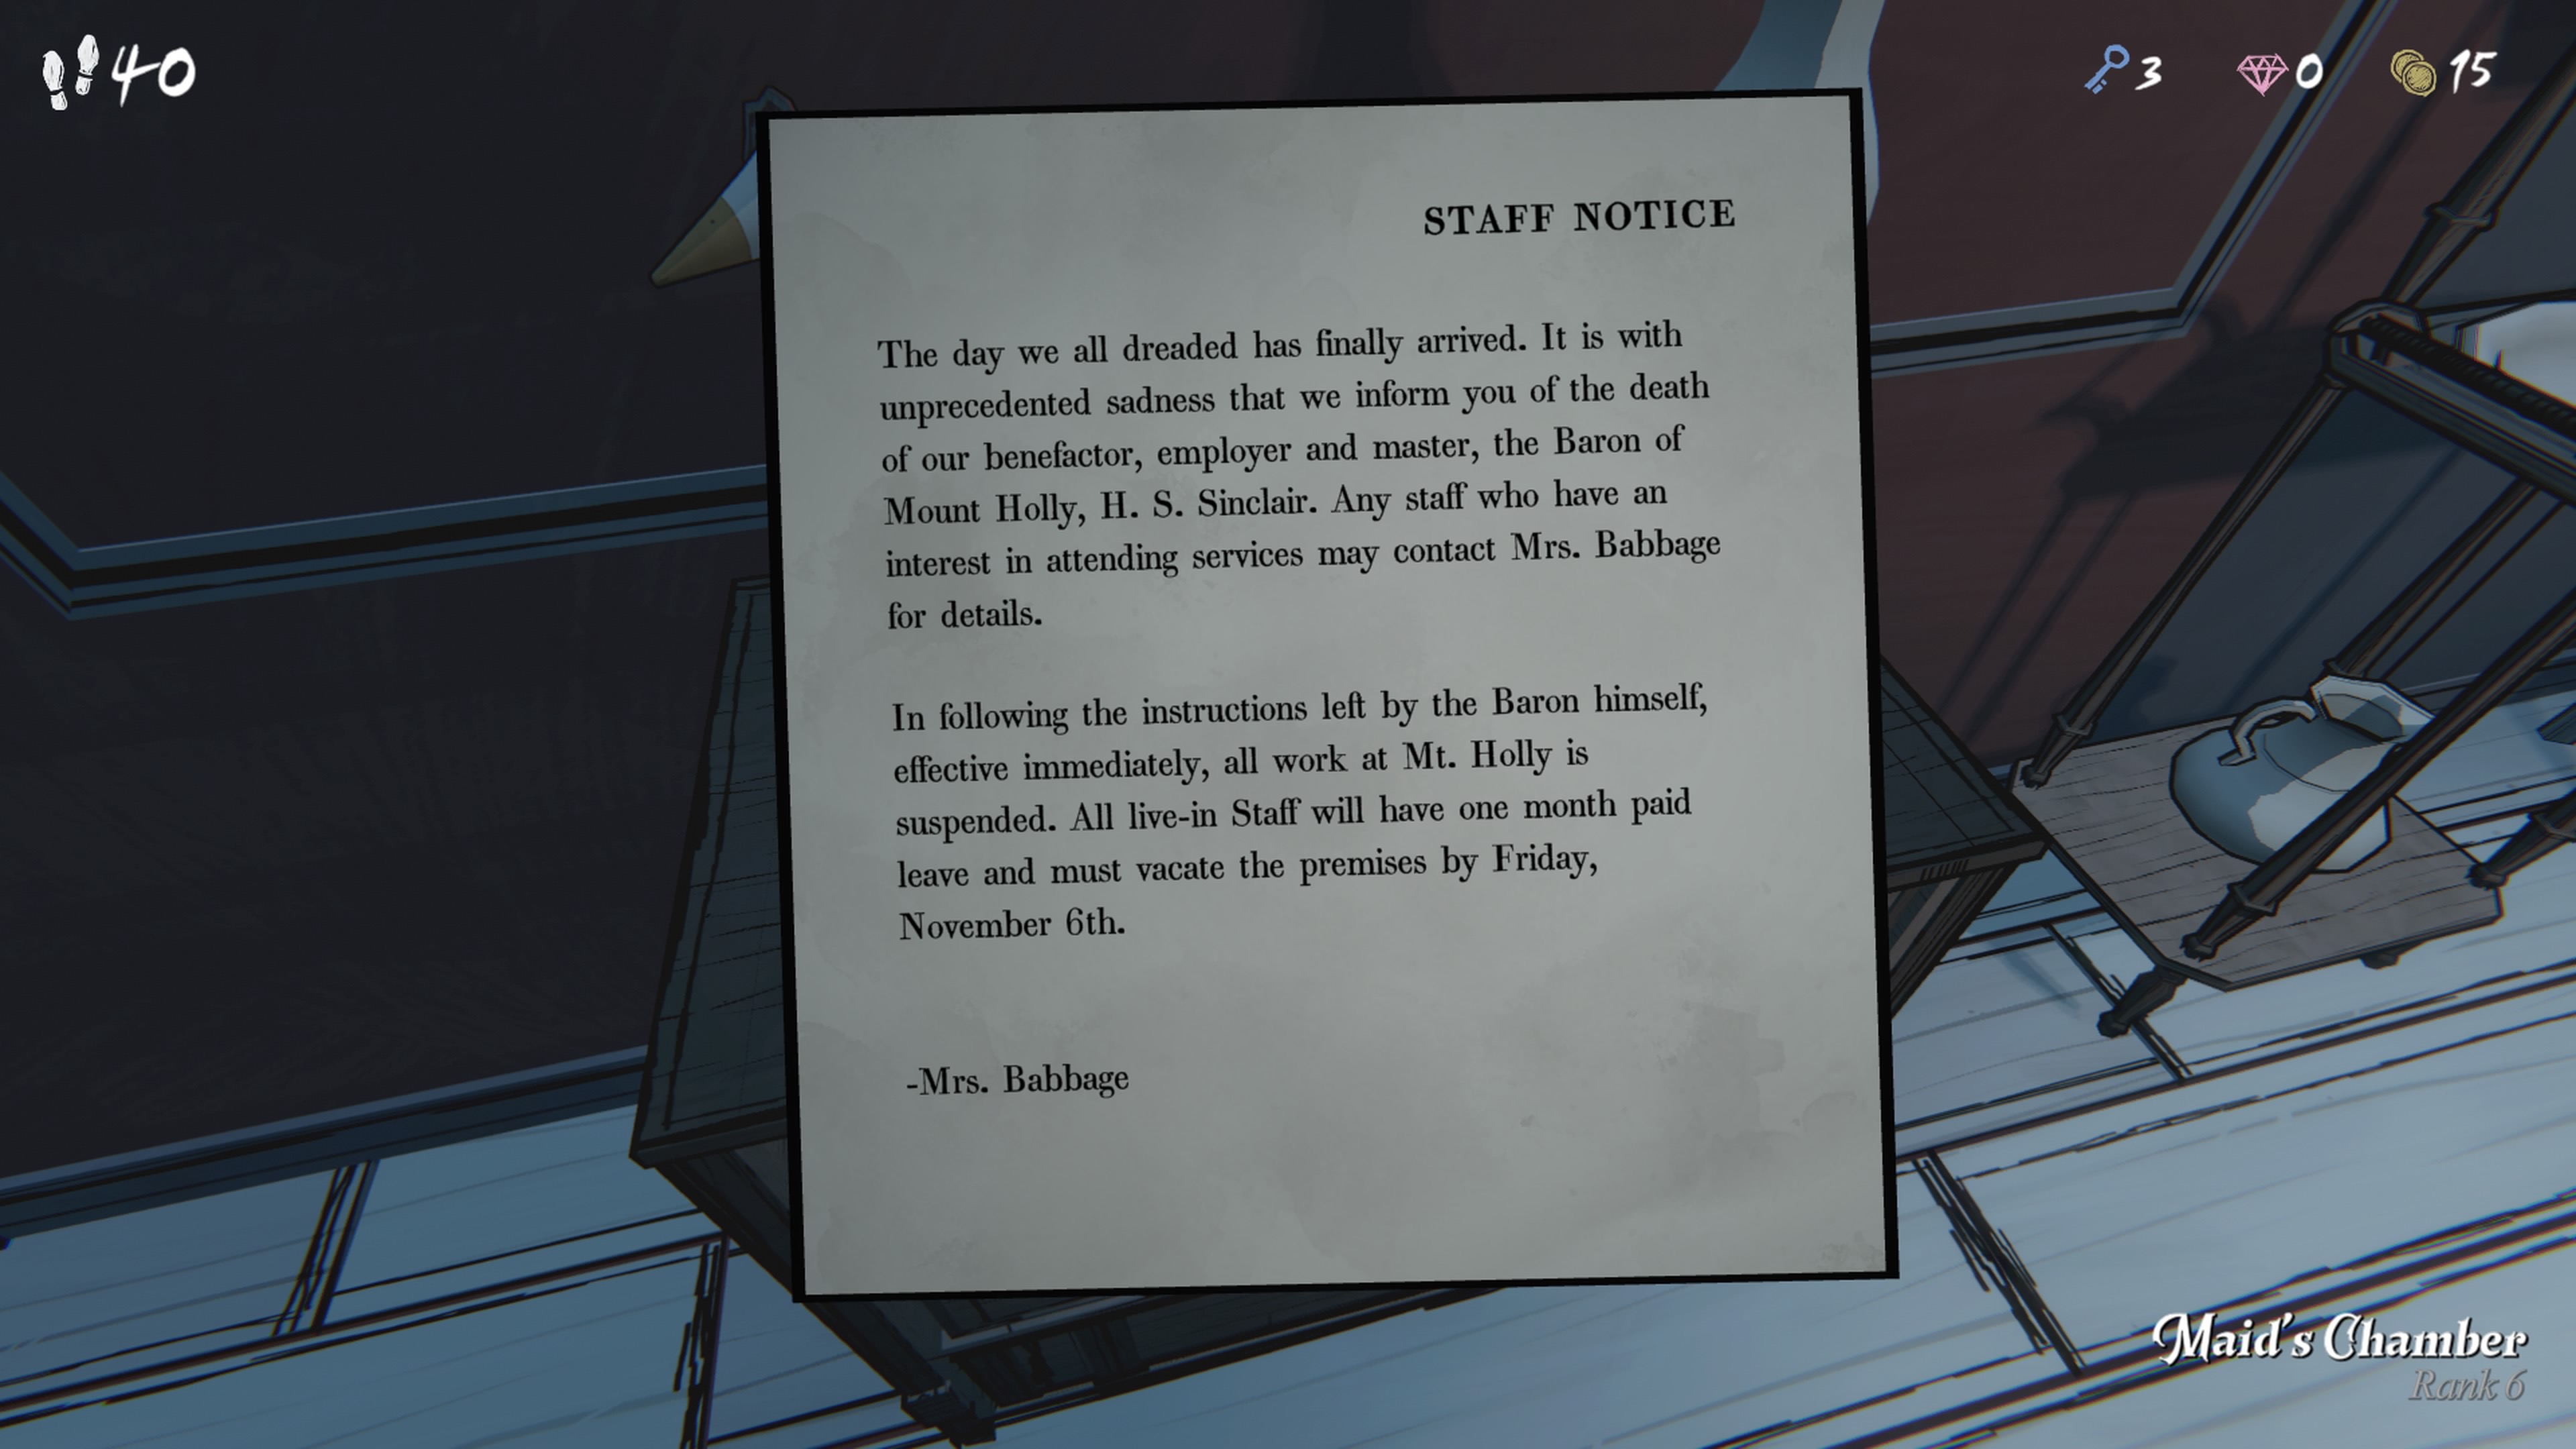 40
3
0
15
STAFF NOTICE
The day we all dreaded has finally arrived. It is with
unprecedented sadness that we inform you of the death
of our benefactor, employer and master, the Baron of
Mount Holly, H. S. Sinclair. Any staff who have an
interest in attending services may contact Mrs. Babbage
for details.
In following the instructions left by the Baron himself,
effective immediately, all work at Mt. Holly is
suspended. All live-in Staff will have one month paid
leave and must vacate the premises by Friday,
November 6th.
-Mrs. Babbage
Maid's Chamber
Rank 6